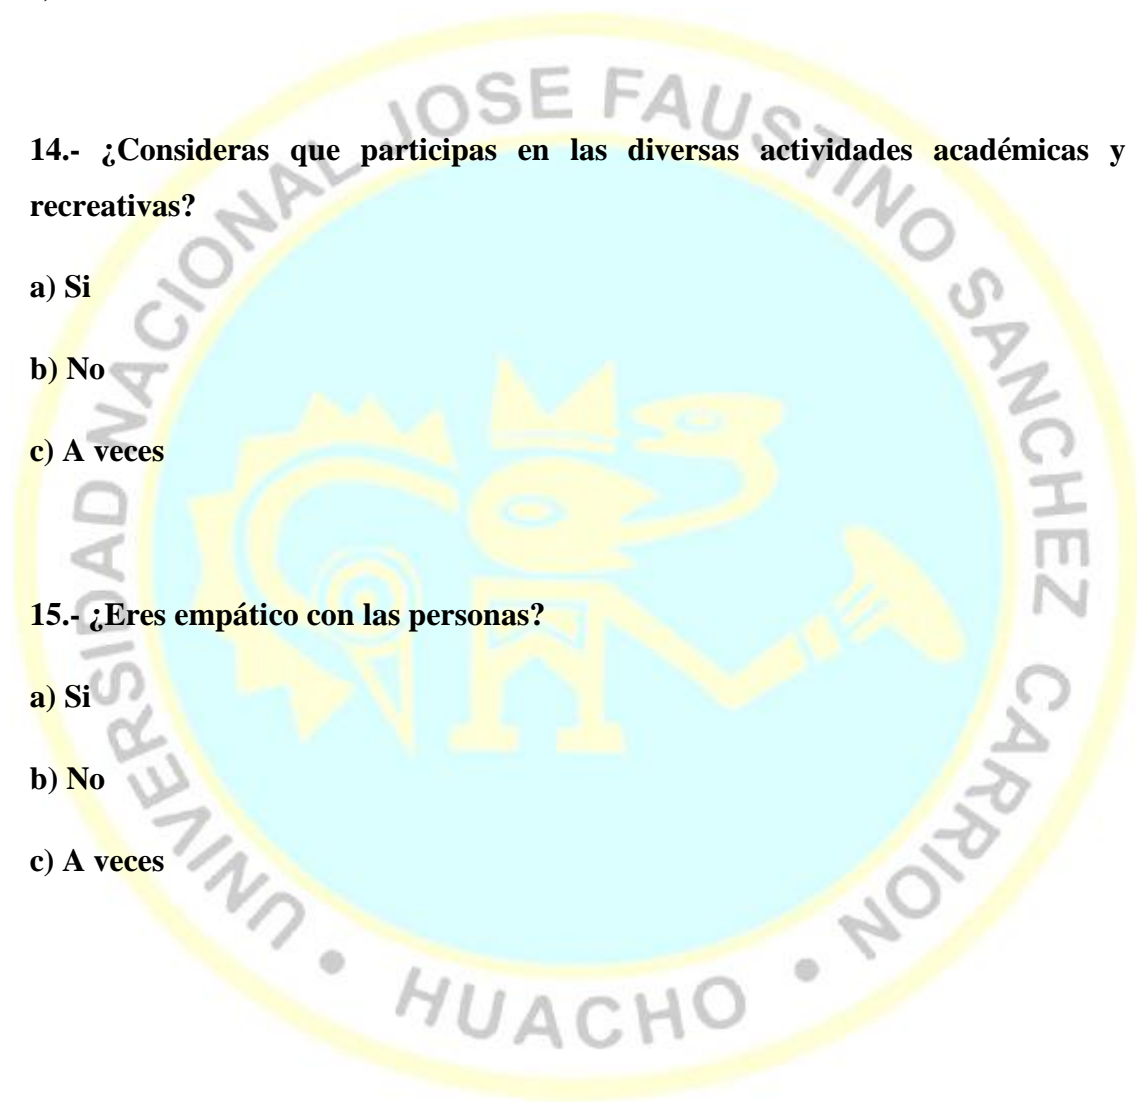 14.- ¿Consideras que participas en las diversas actividades académicas y
recreativas?
a) Si
b) No
c) A veces
15.- ¿Eres empático con las personas?
a) Si
b) No
c) A veces
UNIVERSIDAD NACIONAL JOSE FAUSTINO SANCHEZ CARRION
• HUACHO •